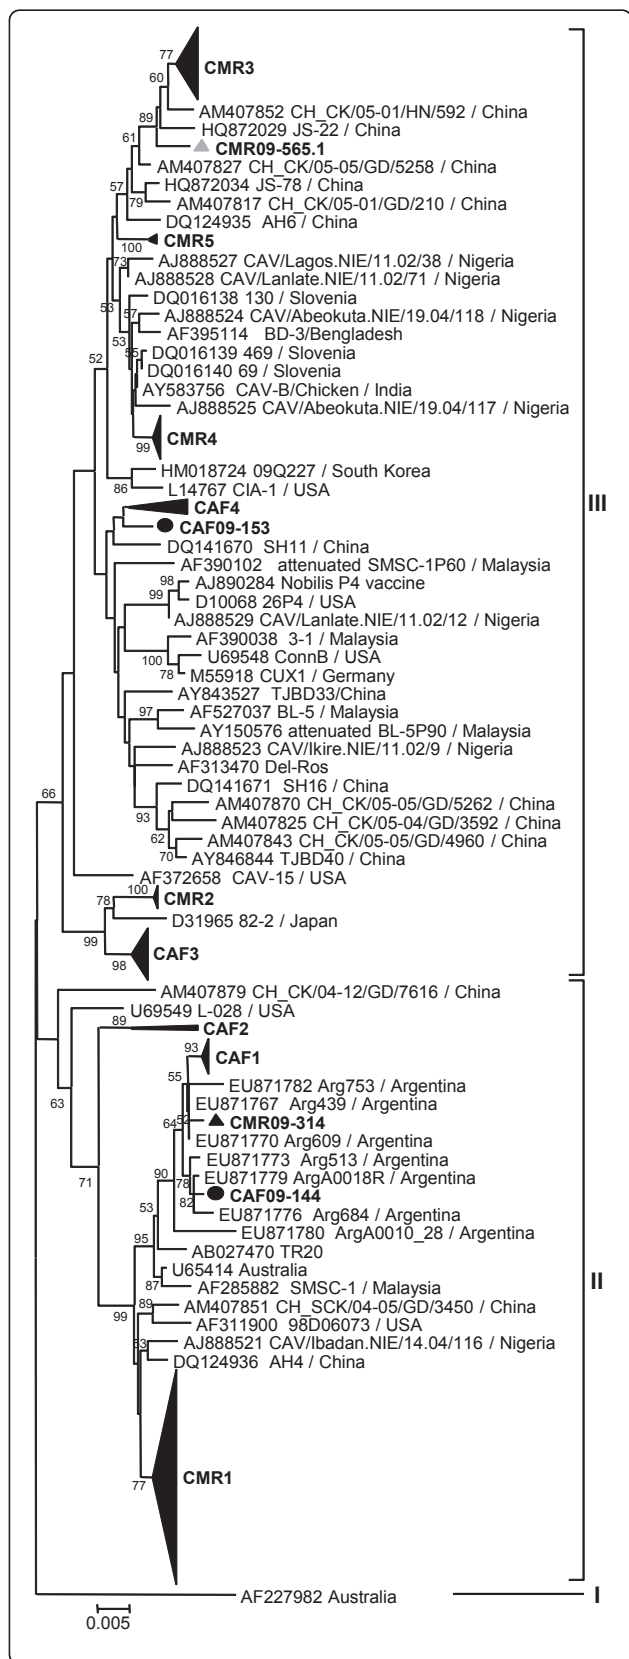 77
CMR3
60
AM407852 CH_CK/05-01/HN/592 / China
89
HQ872029 JS-22 / China
CMR09-565.1
61
AM407827 CH_CK/05-05/GD/5258 / China
HQ872034 JS-78 / China
57
79
AM407817 CH_CK/05-01/GD/210 / China
DQ124935 AH6 / China
CMR5
100
73
AJ888527 CAV/Lagos.NIE/11.02/38 / Nigeria
AJ888528 CAV/Lanlate.NIE/11.02/71 / Nigeria
DQ016138 130 / Slovenia
53
57
AJ888524 CAV/Abeokuta.NIE/19.04/118 / Nigeria
AF395114 BD-3/Bangladesh
53
DQ016139 469 / Slovenia
52
DQ016140 69 / Slovenia
AY583756 CAV-B/Chicken / India
AJ888525 CAV/Abeokuta.NIE/19.04/117 / Nigeria
CMR4
99
HM018724 09Q227 / South Korea
86
L14767 CIA-1 / USA
III
CAF4
CAF09-153
DQ141670 SH11 / China
AF390102 attenuated SMSC-1P60 / Malaysia
98
AJ890284 Nobilis P4 vaccine
99
D10068 26P4 / USA
AJ888529 CAV/Lanlate.NIE/11.02/12 / Nigeria
AF390038 3-1 / Malaysia
100
U69548 ConnB / USA
78
M55918 CUX1 / Germany
AY843527 TJBD33/China
97
AF527037 BL-5 / Malaysia
AY150576 attenuated BL-5P90 / Malaysia
AJ888523 CAV/Ikire.NIE/11.02/9 / Nigeria
AF313470 Del-Ros
DQ141671 SH16 / China
66
AM407870 CH_CK/05-05/GD/5262 / China
93
AM407825 CH_CK/05-04/GD/3592 / China
62
AM407843 CH_CK/05-05/GD/4960 / China
70
AY846844 TJBD40 / China
AF372658 CAV-15 / USA
100
CMR2
78
D31965 82-2 / Japan
99
CAF3
98
AM407879 CH_CK/04-12/GD/7616 / China
U69549 L-028 / USA
89
CAF2
93
CAF1
55
EU871782 Arg753 / Argentina
63
EU871767 Arg439 / Argentina
64
52
CMR09-314
EU871770 Arg609 / Argentina
EU871773 Arg513 / Argentina
90
EU871779 ArgA0018R / Argentina
71
78
82
CAF09-144
53
EU871776 Arg684 / Argentina
EU871780 ArgA0010_28 / Argentina
95
AB027470 TR20
U65414 Australia
87
AF285882 SMSC-1 / Malaysia
II
89
AM407851 CH_SCK/04-05/GD/3450 / China
99
AF311900 98D06073 / USA
AJ888521 CAV/Ibadan.NIE/14.04/116 / Nigeria
DQ124936 AH4 / China
77
CMR1
AF227982 Australia
I
0.005